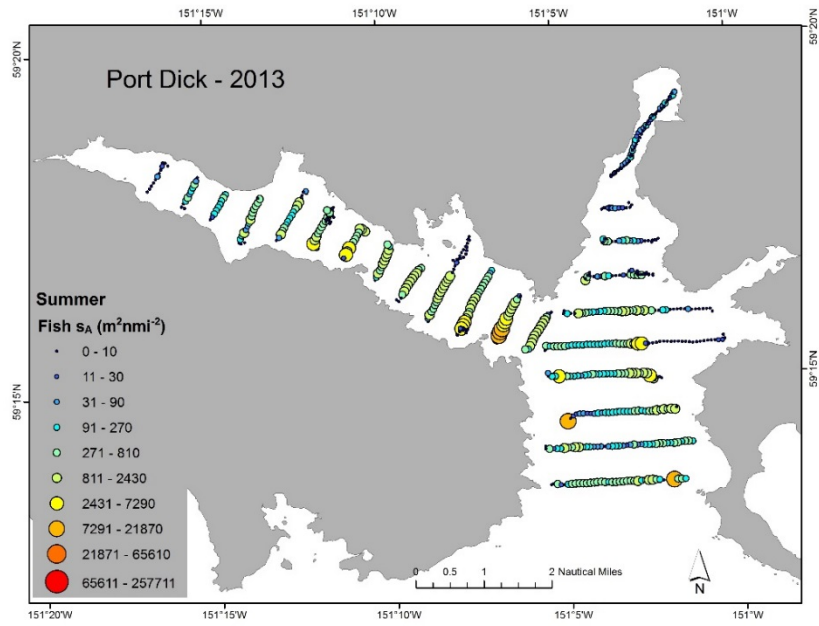 151°15'W 151°10'W 151°5'W 59°20'N
59°20'N
Port Dick - 2013
Summer
Fish sA (m²nmi⁻²)
0 - 10
11 - 30
31 - 90
91 - 270
271 - 810
811 - 2430
2431 - 7290
7291 - 21870
21871 - 65610
65611 - 257711
59°15'N
59°15'N
0 0.5 1 2 Nautical Miles
N
151°20'W 151°15'W 151°10'W 151°5'W 151°W